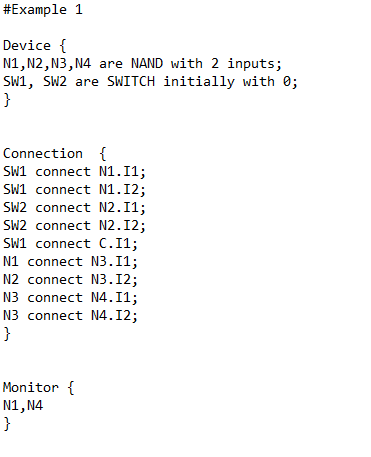 #Example 1
Device {
N1,N2,N3,N4 are NAND with 2 inputs;
SW1, SW2 are SWITCH initially with 0;
}
Connection  {
SW1 connect N1.I1;
SW1 connect N1.I2;
SW2 connect N2.I1;
SW2 connect N2.I2;
SW1 connect C.I1;
N1 connect N3.I1;
N2 connect N3.I2;
N3 connect N4.I1;
N3 connect N4.I2;
}
Monitor {
N1,N4
}